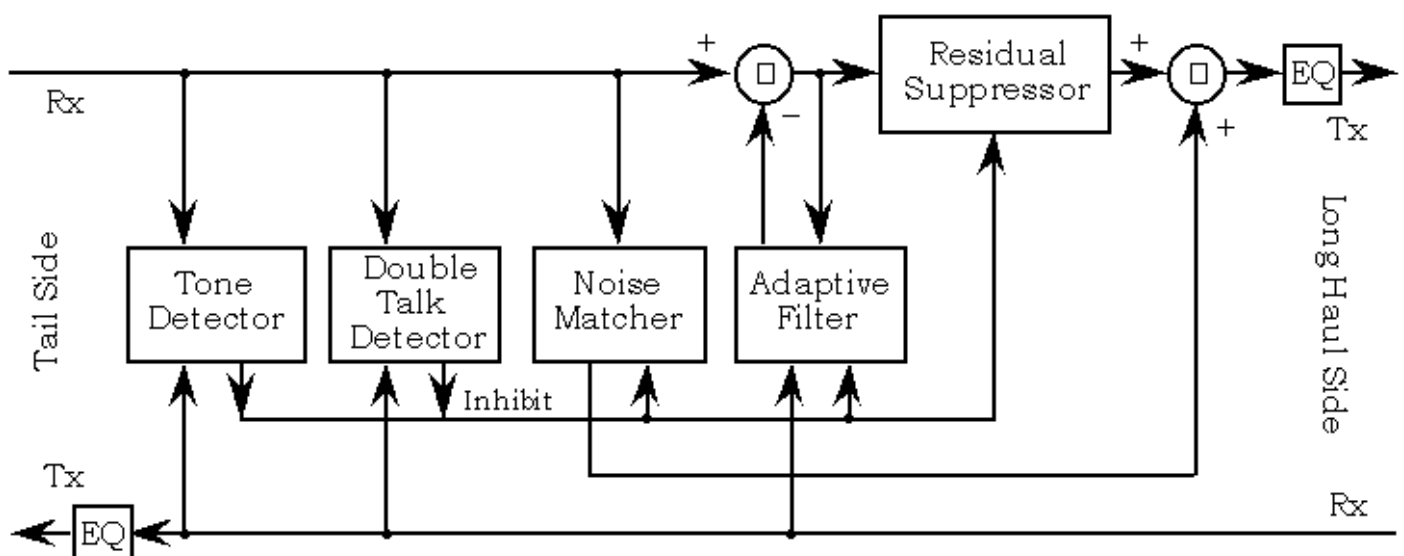 +
Residual
Suppressor
+
EQ
Rx
−
+
Tx
Tail Side
Tone
Detector
Double
Talk
Detector
Noise
Matcher
Adaptive
Filter
Long Haul Side
Inhibit
Tx
EQ
Rx